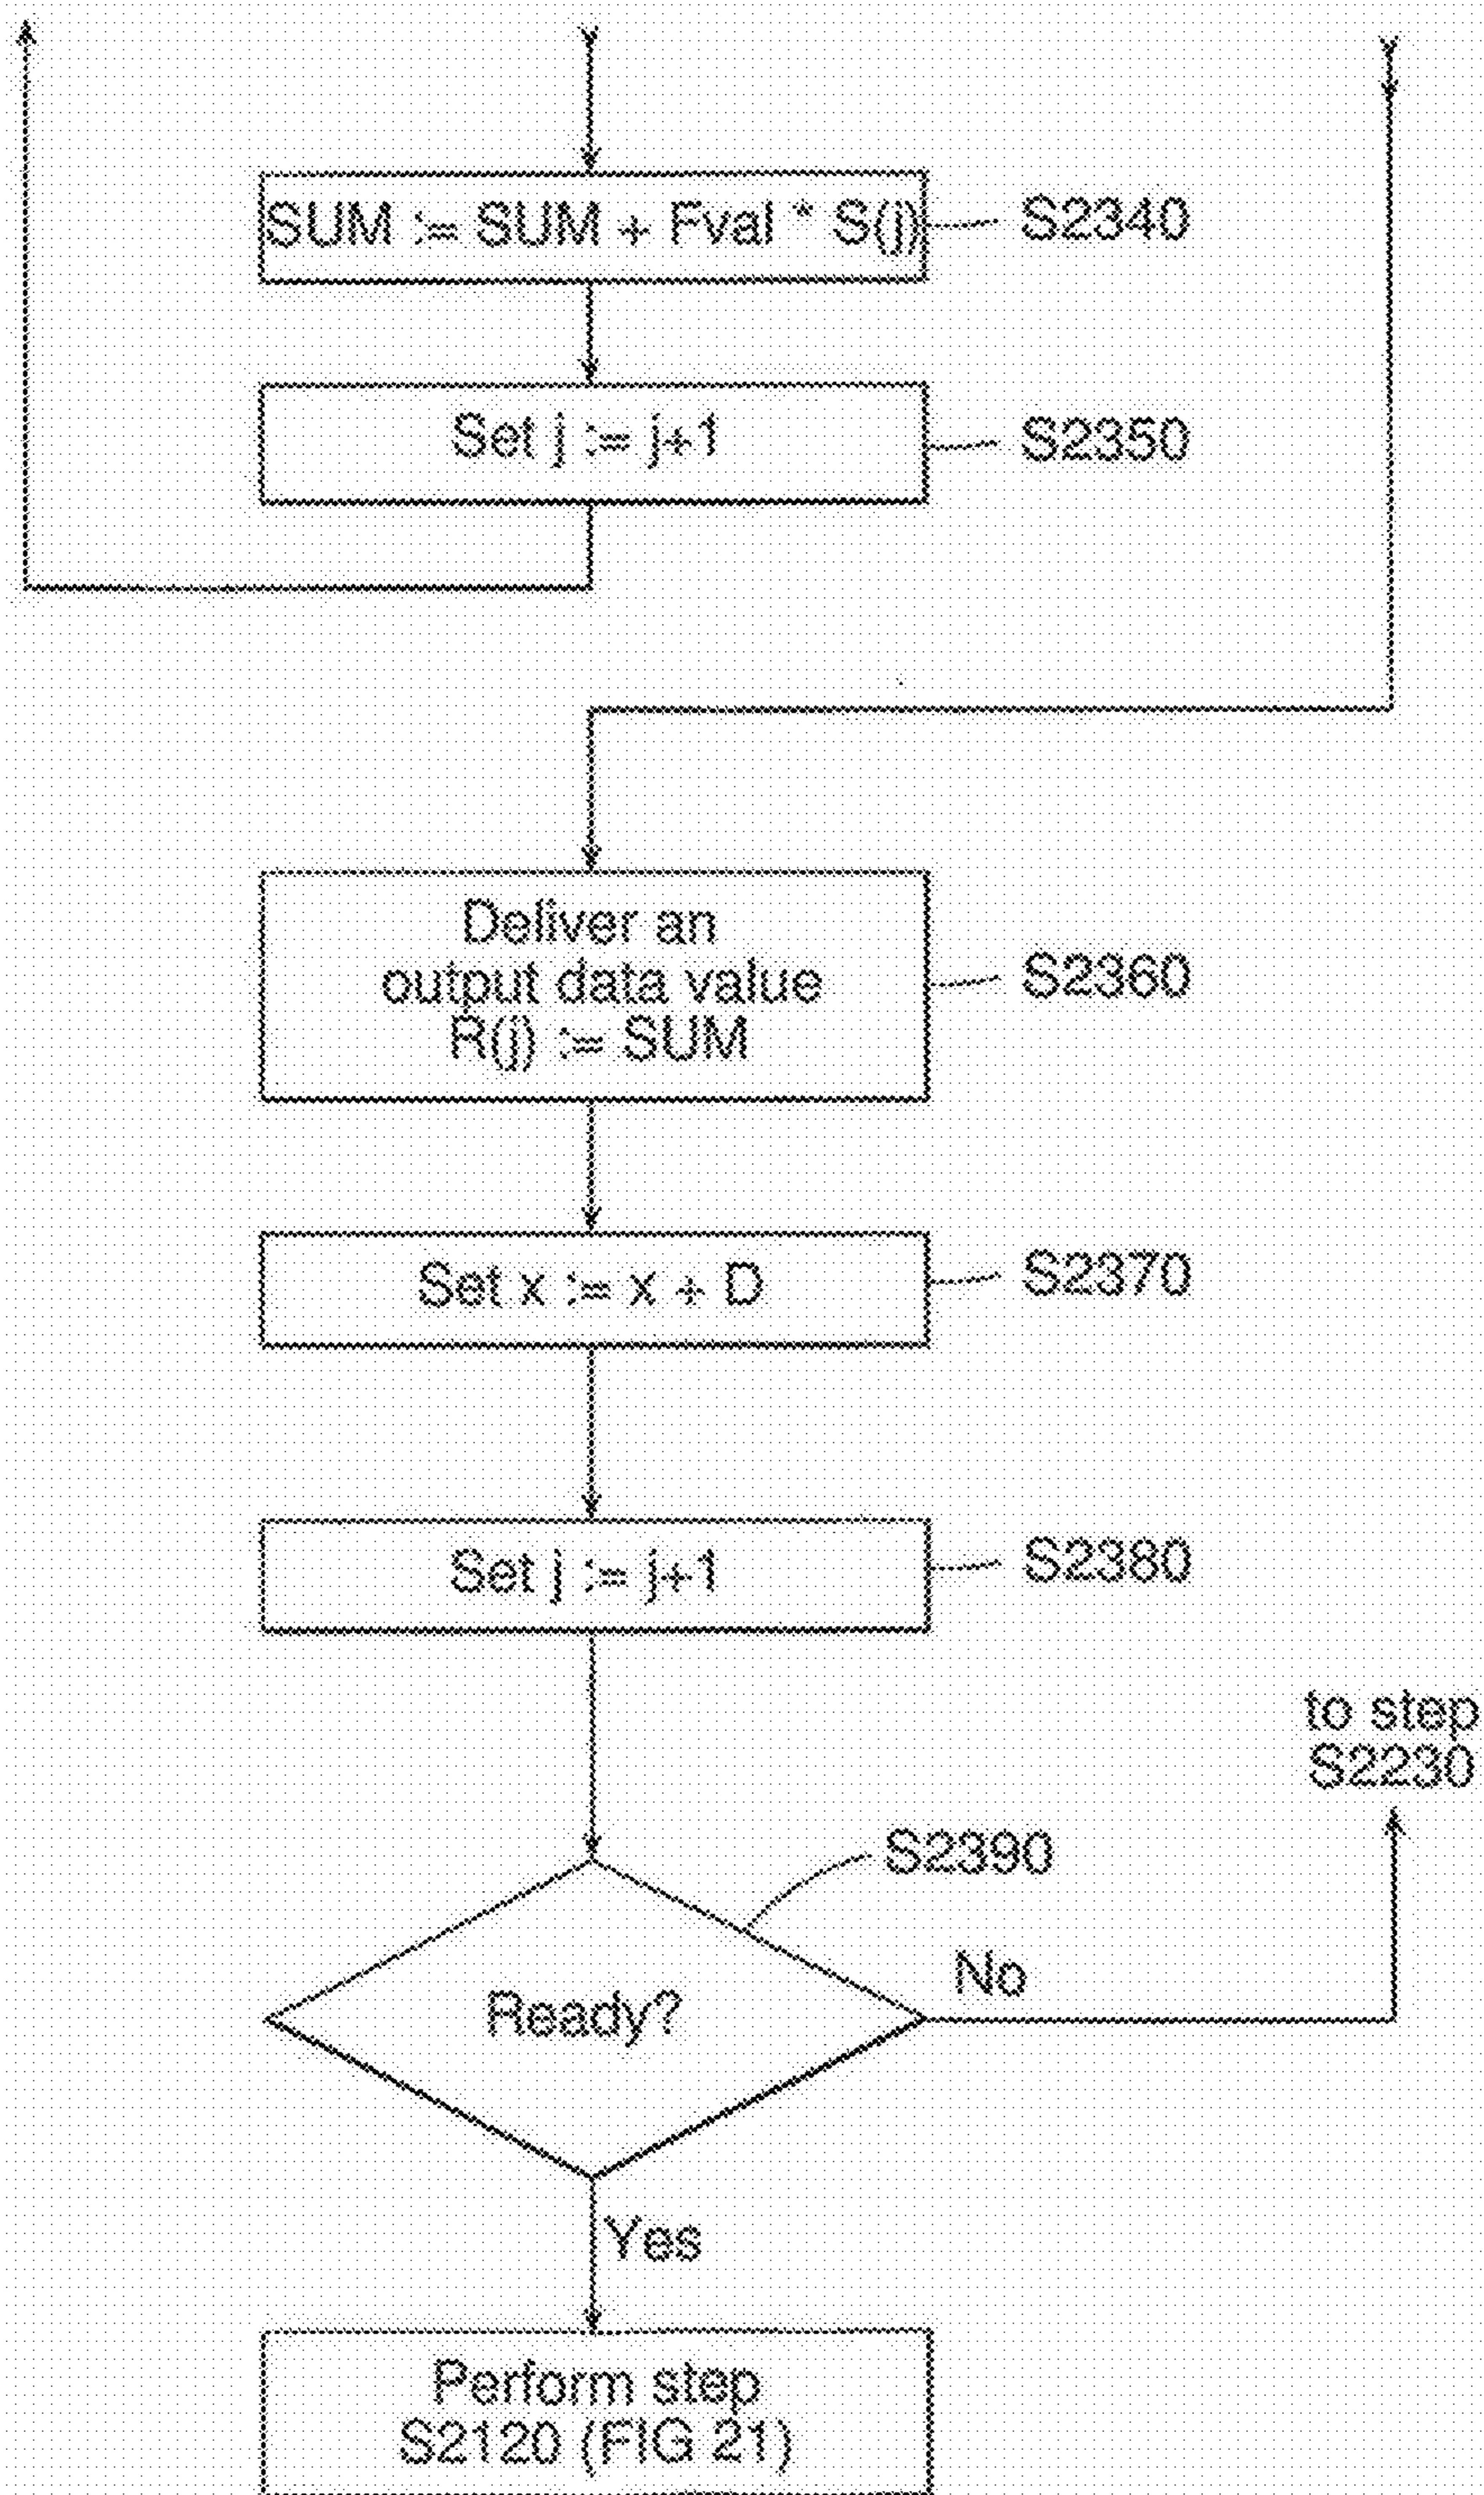 SUM := SUM + Fval * S(j)
S2340
Set j := j+1
S2350
Deliver an
output data value
R(j) := SUM
S2360
Set x := x + D
S2370
Set j := j+1
S2380
to step
S2230
S2390
Ready?
No
Yes
Perform step
S2120 (FIG 21)